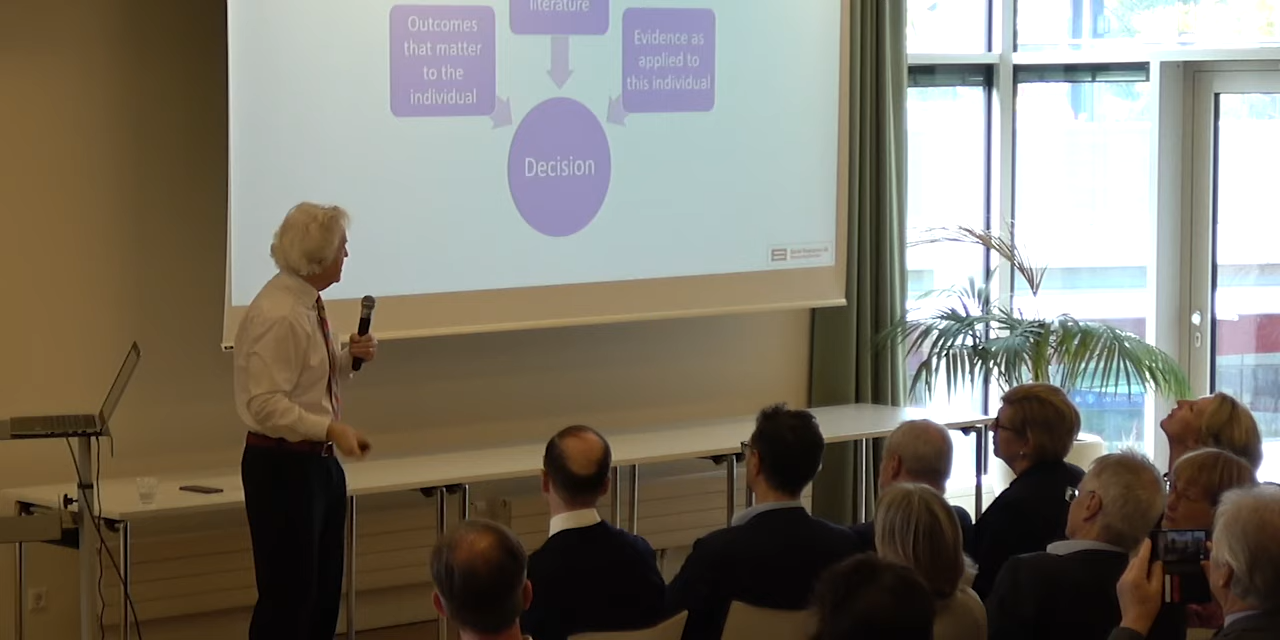 literature
Outcomes
that matter
to the
individual
Evidence as
applied to
this individual
Decision